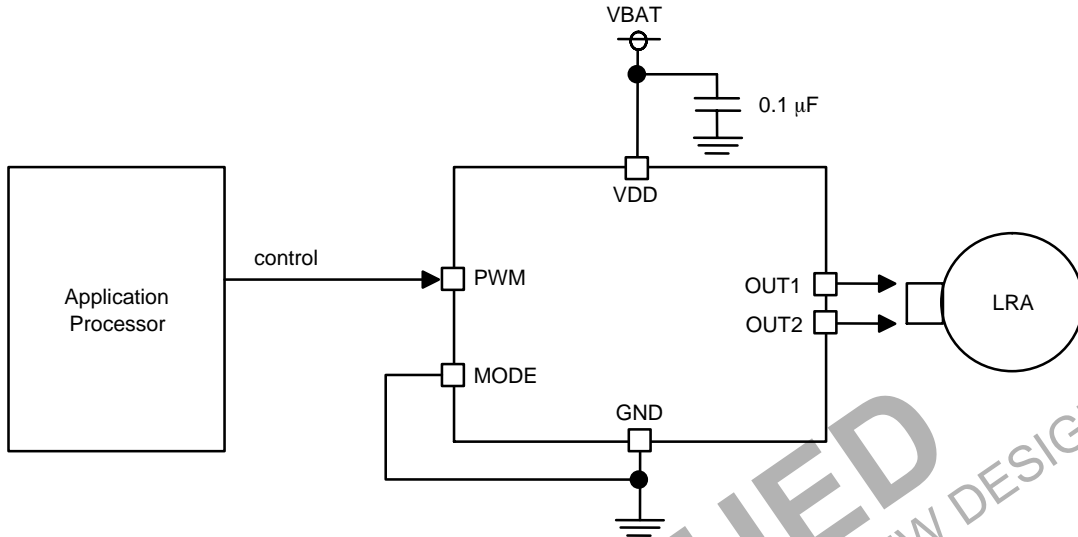 VBAT
0.1 μF
VDD
control
PWM
Application
Processor
OUT1
OUT2
LRA
MODE
GND